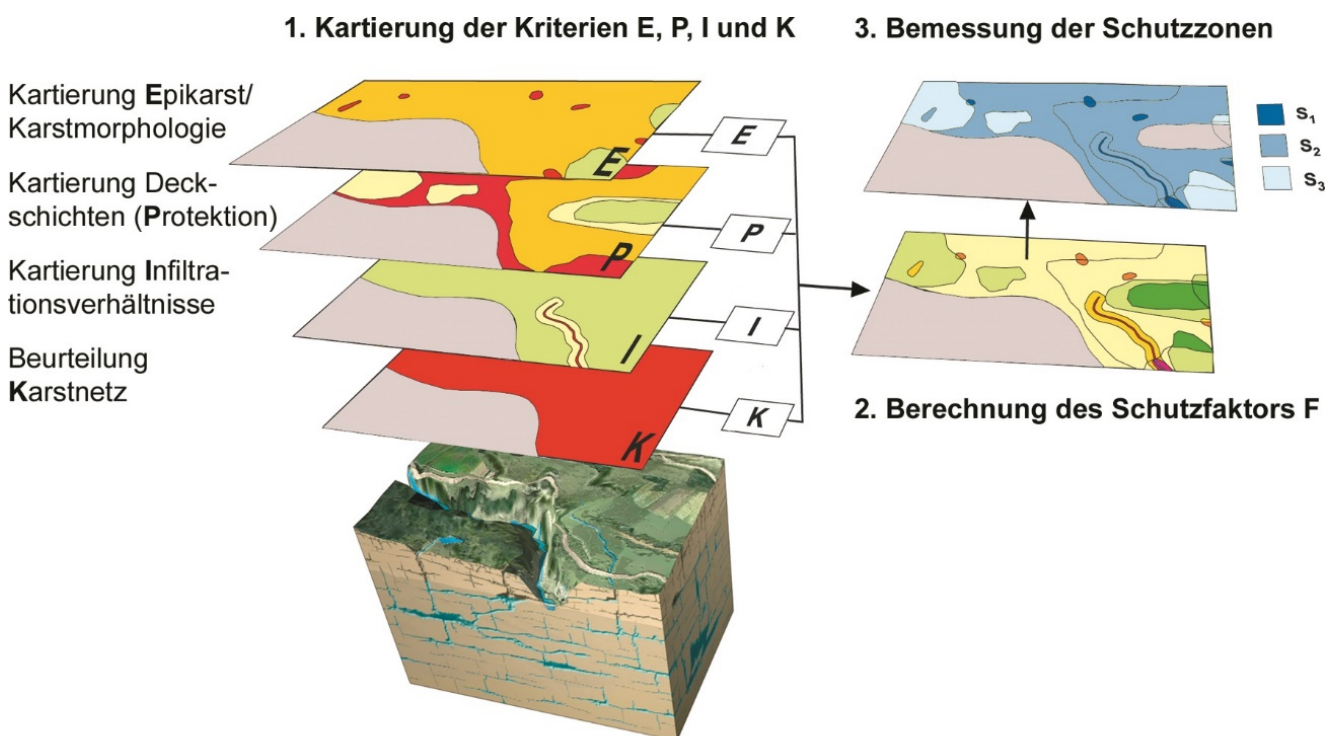 1. Kartierung der Kriterien E, P, I und K
3. Bemessung der Schutzzonen
Kartierung Epikarst/
Karstmorphologie
E
E
Kartierung Deck-
schichten (Protektion)
P
P
Kartierung Infiltra-
tionsverhältnisse
I
I
Beurteilung
Karstnetz
K
K
S1
S2
S3
2. Berechnung des Schutzfaktors F